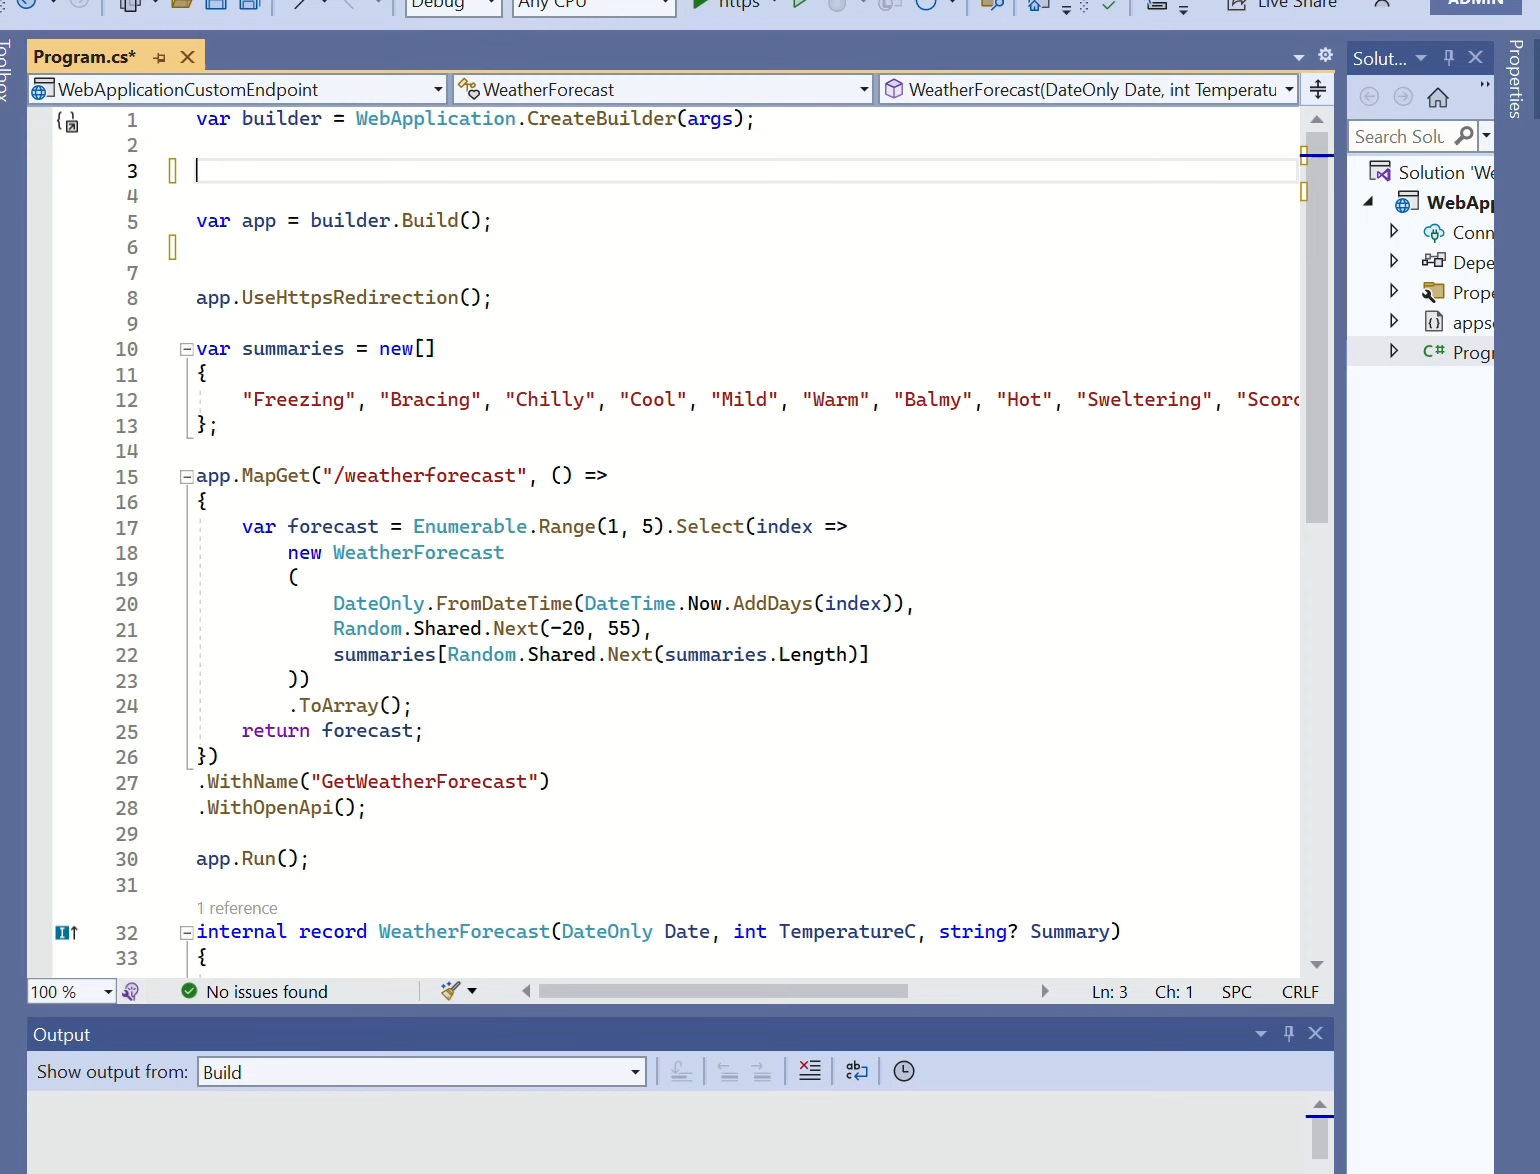 Debug
Any CPU
https
Live Share
ADMIN
Toolbox
Program.cs*
WebApplicationCustomEndpoint
WeatherForecast
WeatherForecast(DateOnly Date, int Temperatu
1 var builder = WebApplication.CreateBuilder(args);
2
3
4
5 var app = builder.Build();
6
7
8 app.UseHttpsRedirection();
9
10 var summaries = new[]
11 {
12 "Freezing", "Bracing", "Chilly", "Cool", "Mild", "Warm", "Balmy", "Hot", "Sweltering", "Scorc
13 };
14
15 app.MapGet("/weatherforecast", () =>
16 {
17 var forecast = Enumerable.Range(1, 5).Select(index =>
18 new WeatherForecast
19 (
20 DateOnly.FromDateTime(DateTime.Now.AddDays(index)),
21 Random.Shared.Next(-20, 55),
22 summaries[Random.Shared.Next(summaries.Length)]
23 ))
24 .ToArray();
25 return forecast;
26 })
27 .WithName("GetWeatherForecast")
28 .WithOpenApi();
29
30 app.Run();
31
1 reference
32 internal record WeatherForecast(DateOnly Date, int TemperatureC, string? Summary)
33 {
100 %
No issues found
Ln: 3
Ch: 1
SPC
CRLF
Output
Show output from:
Build
Solut...
Search Solu
Solution 'We
WebApp
Conn
Depe
Prope
apps
C# Progr
Properties